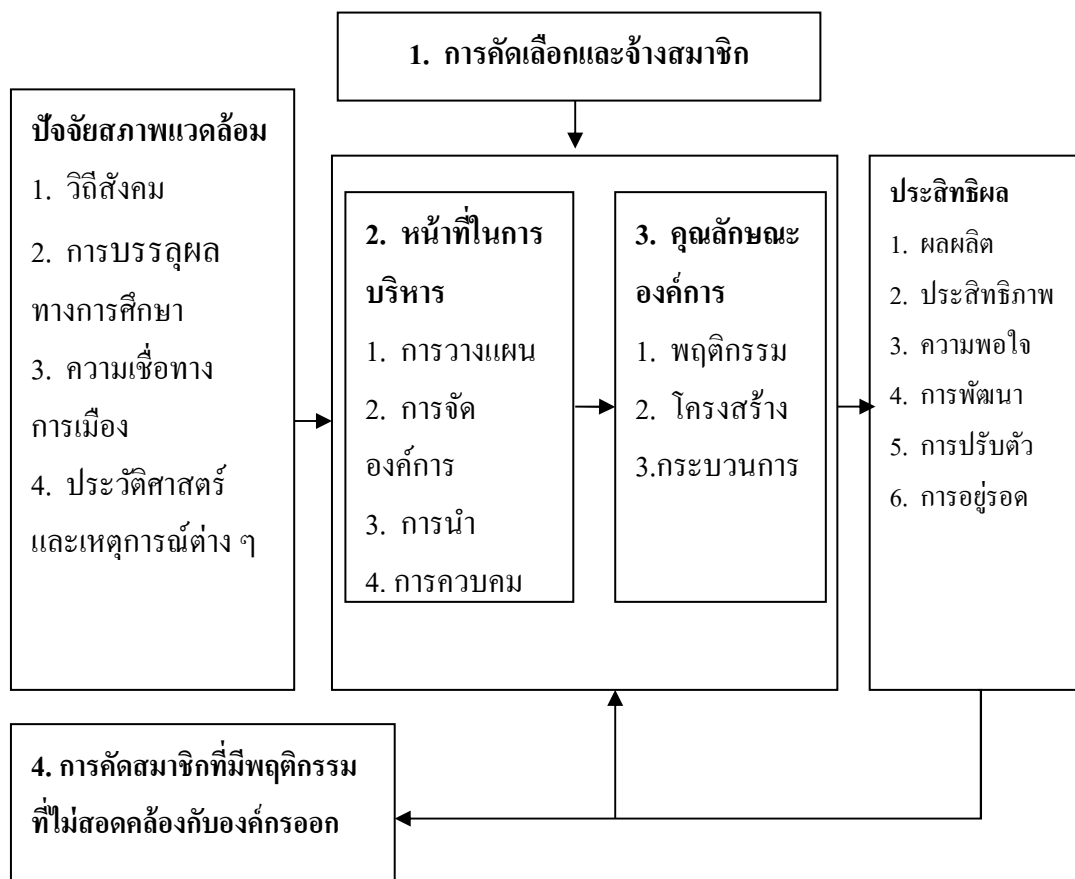 1. การคัดเลือกและจ้างสมาชิก
ปัจจัยสภาพแวดล้อม
1. วิถีสังคม
2. การบรรลุผล
ทางการศึกษา
3. ความเชื่อทาง
การเมือง
4. ประวัติศาสตร์
และเหตุการณ์ต่าง ๆ
2. หน้าที่ในการ
บริหาร
1. การวางแผน
2. การจัด
องค์การ
3. การนำ
4. การควบคม
3. คุณลักษณะ
องค์การ
1. พฤติกรรม
2. โครงสร้าง
3.กระบวนการ
ประสิทธิผล
1. ผลผลิต
2. ประสิทธิภาพ
3. ความพอใจ
4. การพัฒนา
5. การปรับตัว
6. การอยู่รอด
4. การคัดสมาชิกที่มีพฤติกรรม
ที่ไม่สอดคล้องกับองค์กรออก